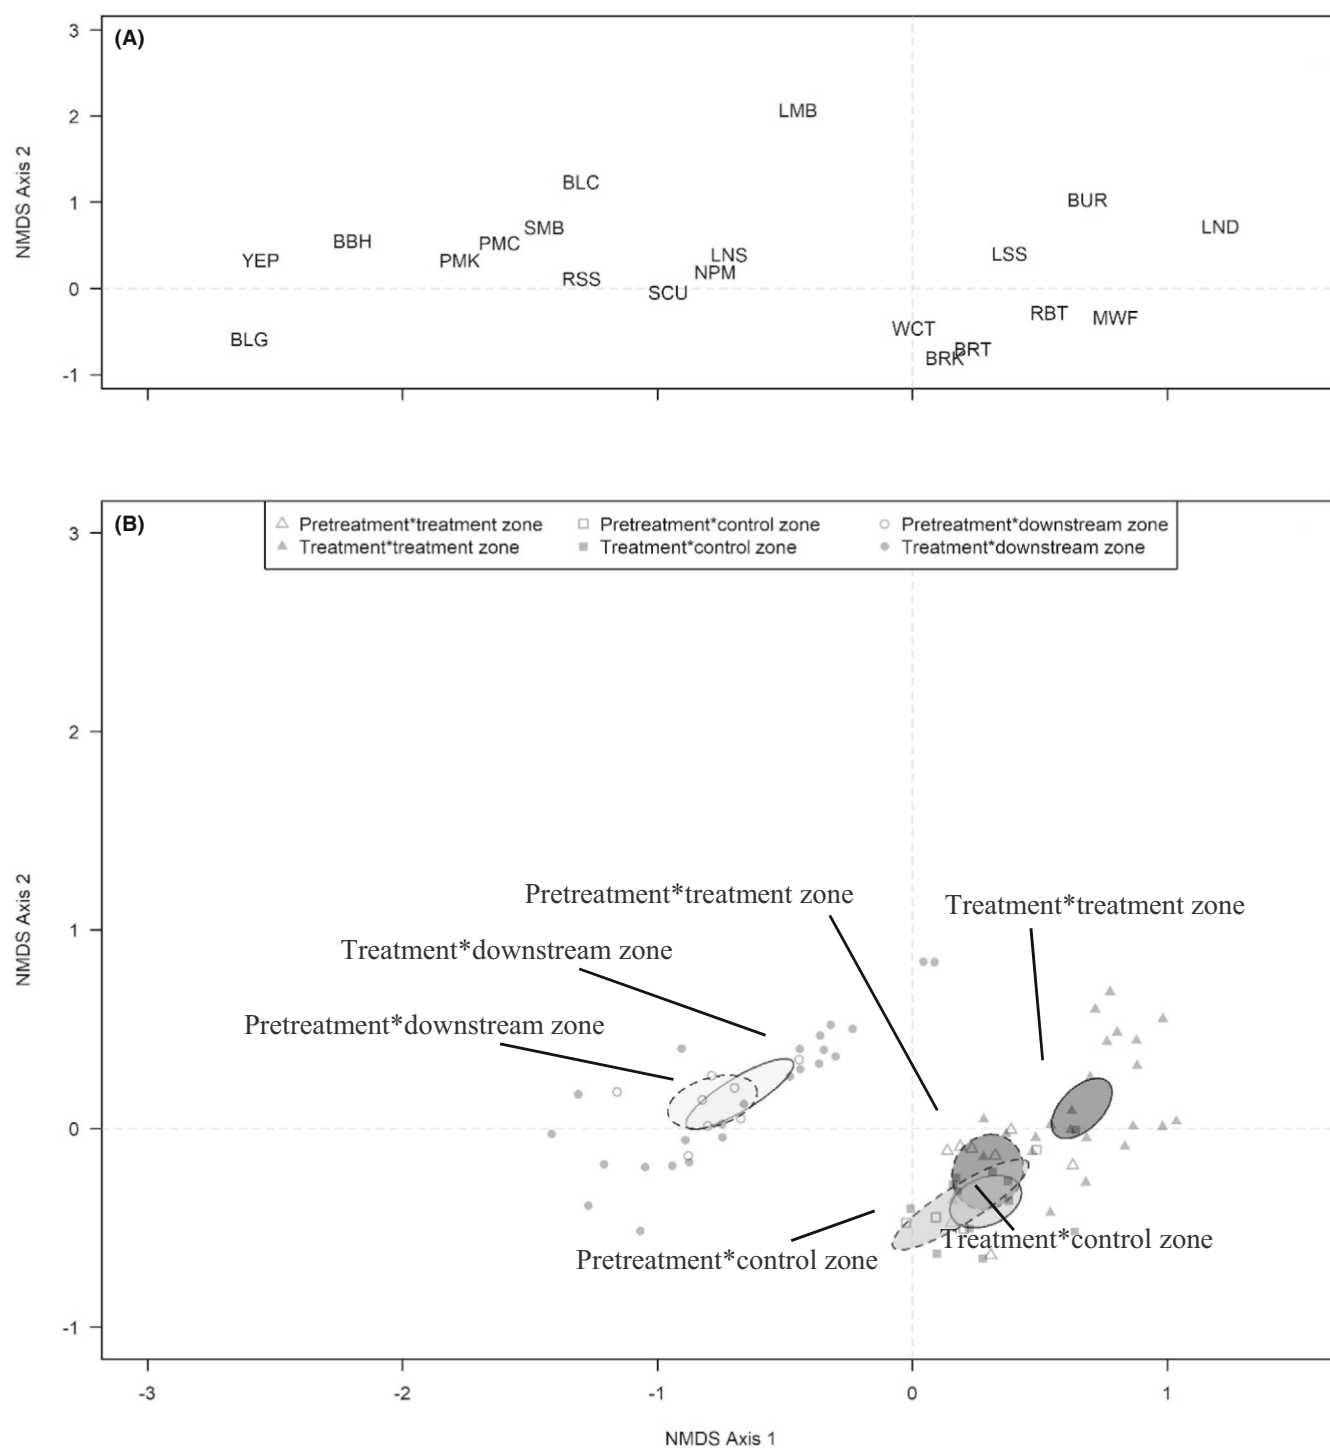 (A)
3
2
1
0
-1
NMDS Axis 2
LMB
BLC
BUR
SMB
LND
BBH
PMC
LNS
LSS
YEP
PMK
NPM
RSS
SCU
RBT
MWF
WCT
BLG
BRT
BRK
(B)
Pretreatment*treatment zone
Pretreatment*control zone
Pretreatment*downstream zone
Treatment*treatment zone
Treatment*control zone
Treatment*downstream zone
3
2
1
0
-1
NMDS Axis 2
Pretreatment*treatment zone
Treatment*treatment zone
Treatment*downstream zone
Pretreatment*downstream zone
Treatment*control zone
Pretreatment*control zone
-3
-2
-1
0
1
NMDS Axis 1